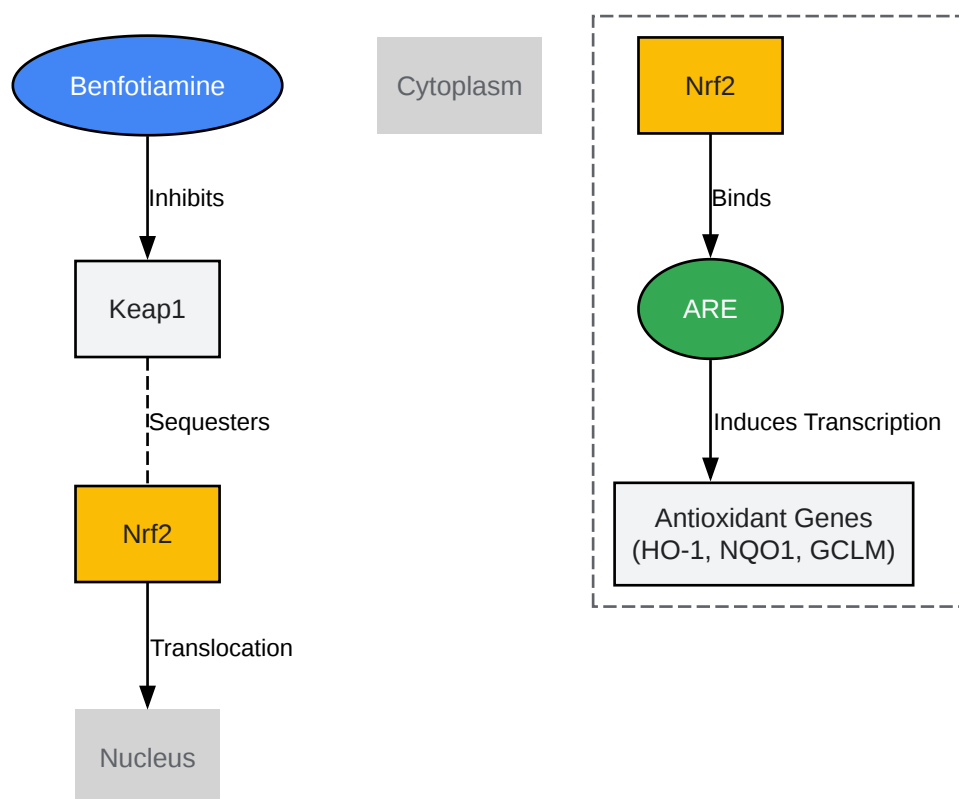 Benfotiamine
Inhibits
Keap1
Sequesters
Nrf2
Translocation
Nucleus
Cytoplasm
Nrf2
Binds
ARE
Induces Transcription
Antioxidant Genes
(HO-1, NQO1, GCLM)